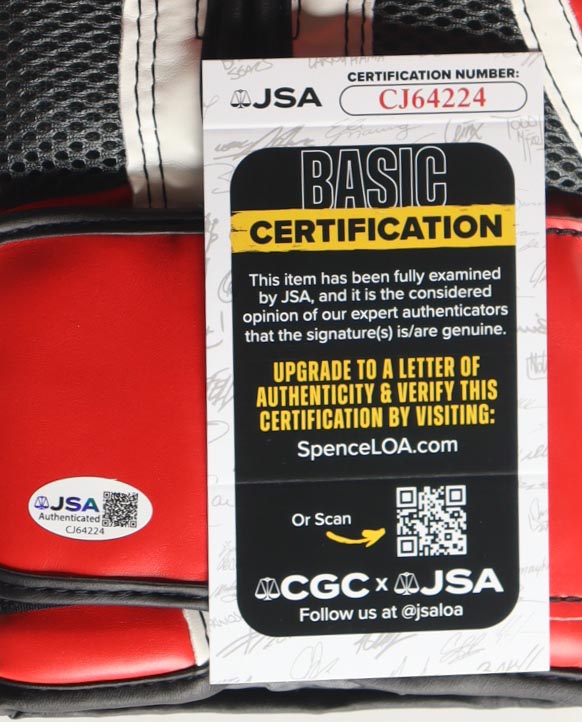 JSA
CERTIFICATION NUMBER:
CJ64224
BASIC
CERTIFICATION
This item has been fully examined
by JSA, and it is the considered
opinion of our expert authenticators
that the signature(s) is/are genuine.
UPGRADE TO A LETTER OF
AUTHENTICITY & VERIFY THIS
CERTIFICATION BY VISITING:
SpenceLOA.com
Or Scan
CGC x JSA
Follow us at @jsaloa
JSA
Authenticated
CJ64224